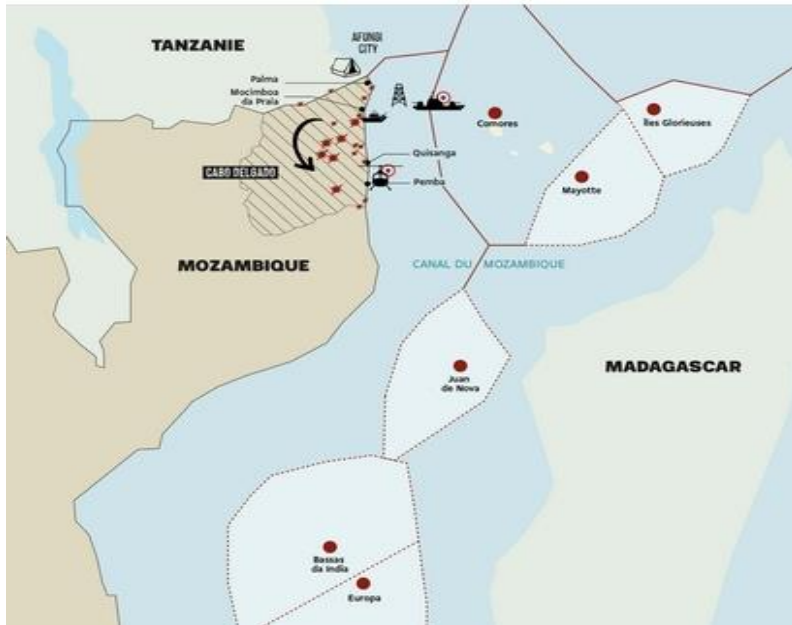 TANZANIE
AFUNGI
CITY
Palma
Mocimboa
da Praia
Comores
Îles Glorieuses
Quisanga
CABO DELGADO
Pemba
Mayotte
MOZAMBIQUE
CANAL DU MOZAMBIQUE
MADAGASCAR
Juan
de Nova
Bassas
da India
Europa